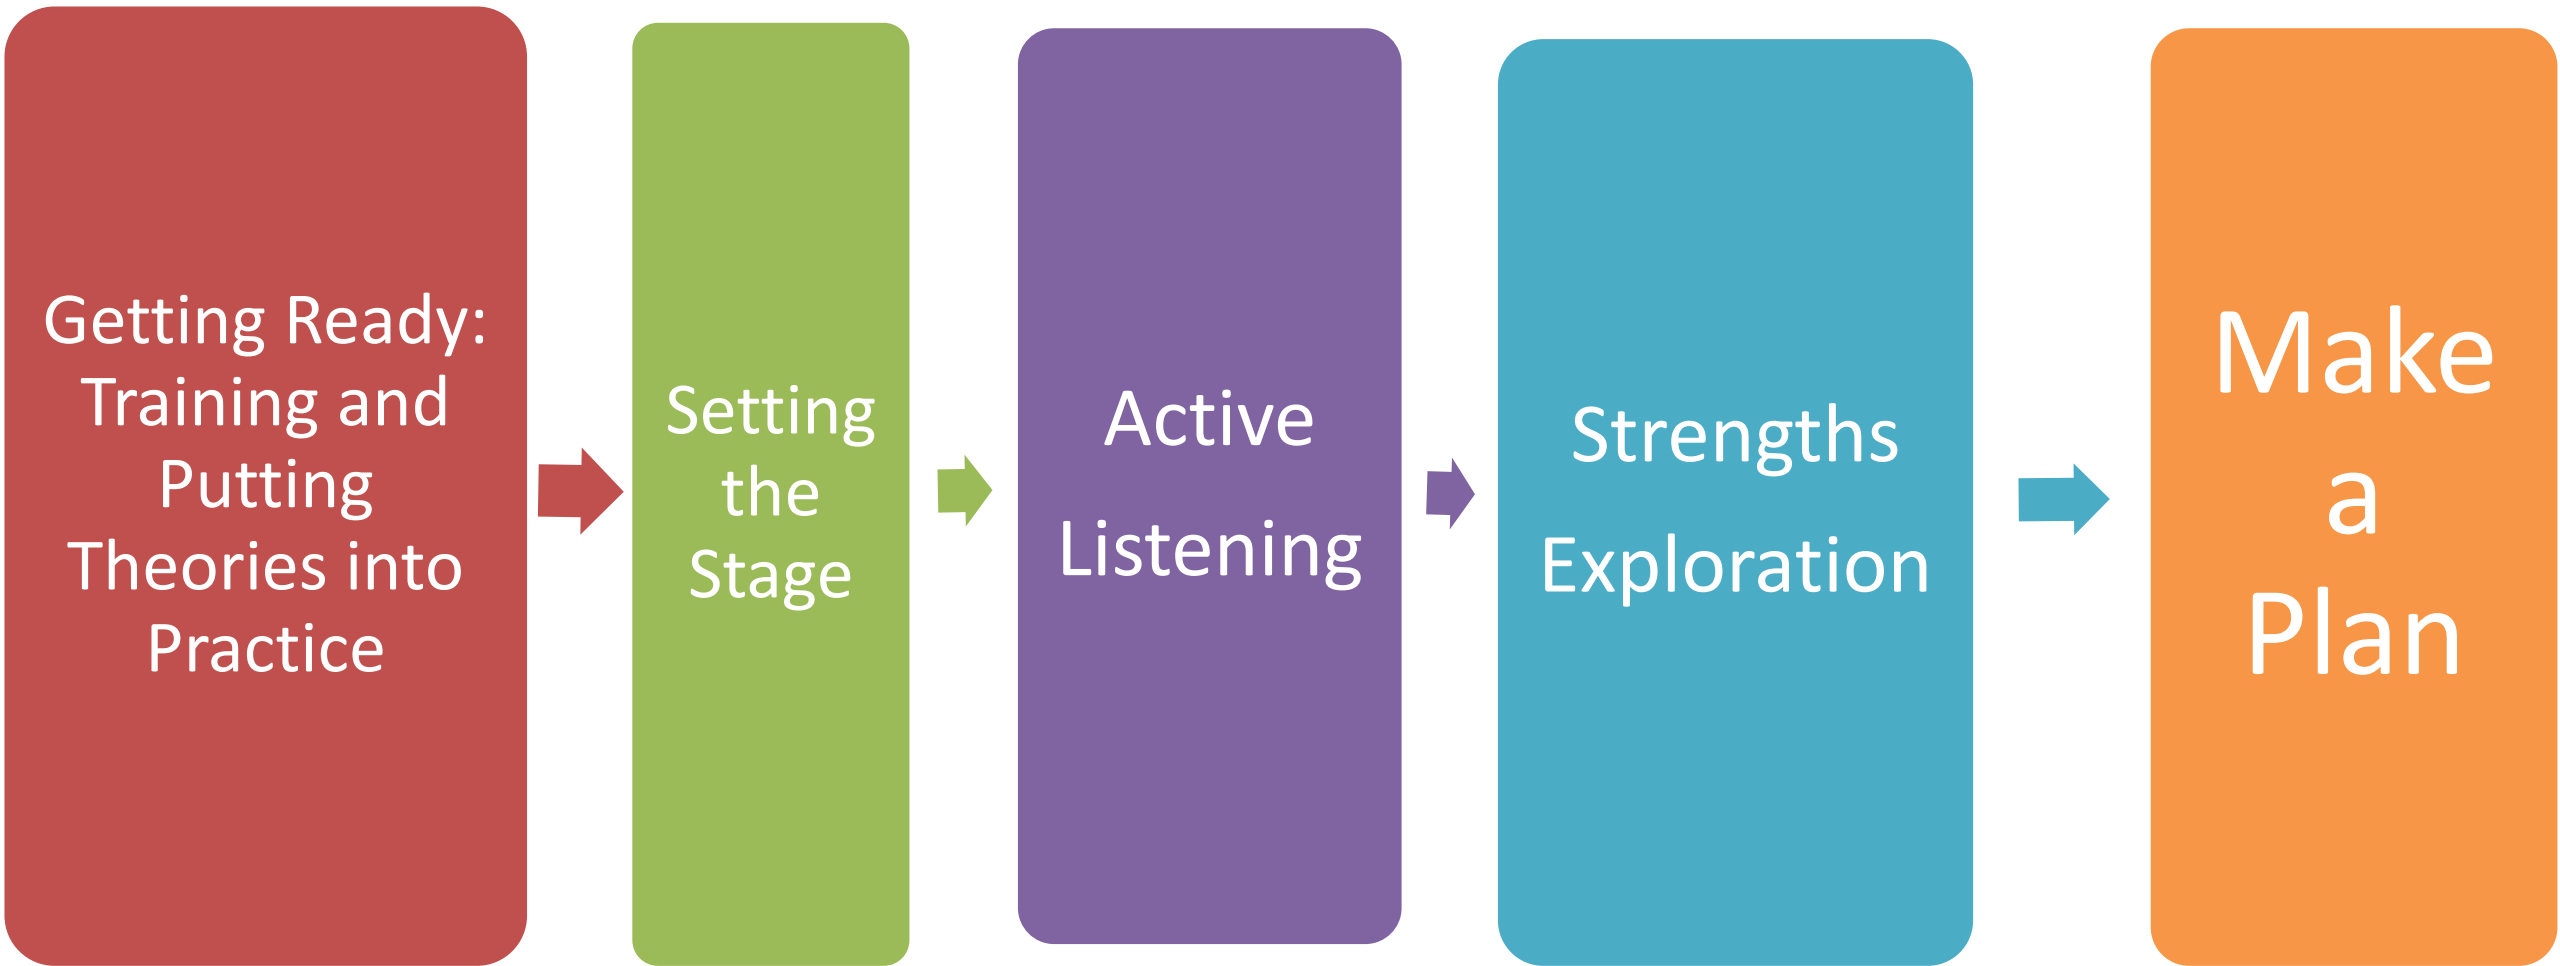 Getting Ready:
Training and
Putting
Theories into
Practice
Setting
the
Stage
Active
Listening
Strengths
Exploration
Make
a
Plan